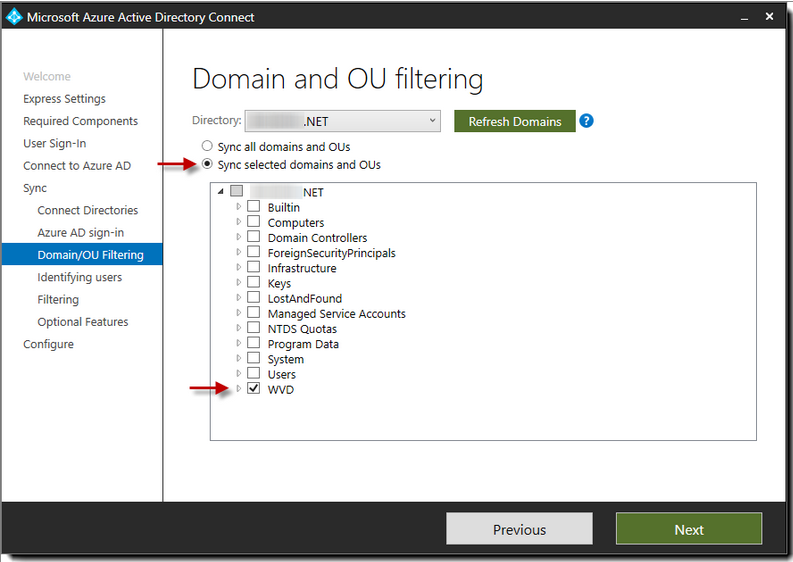 Microsoft Azure Active Directory Connect
Welcome
Express Settings
Required Components
User Sign-In
Connect to Azure AD
Sync
Connect Directories
Azure AD sign-in
Domain/OU Filtering
Identifying users
Filtering
Optional Features
Configure
Domain and OU filtering
Directory: .NET Refresh Domains ?
Sync all domains and OUs
Sync selected domains and OUs
NET
Builtin
Computers
Domain Controllers
ForeignSecurityPrincipals
Infrastructure
Keys
LostAndFound
Managed Service Accounts
NTDS Quotas
Program Data
System
Users
WVD
Previous Next